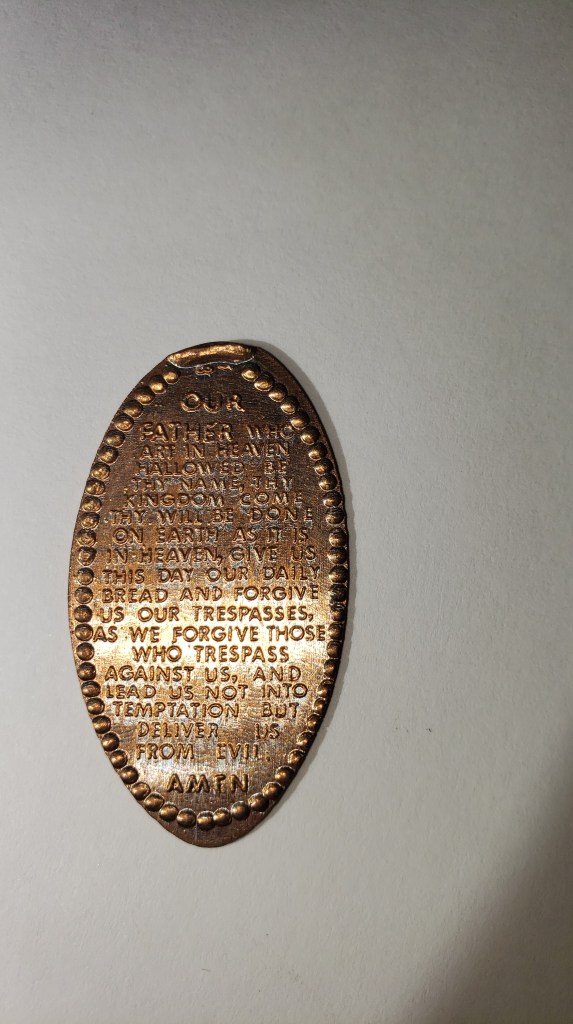 OUR
FATHER WHO
ART IN HEAVEN
HALLOWED BE
THY NAME, THY
KINGDOM COME
THY WILL BE DONE
ON EARTH AS IT IS
IN HEAVEN, GIVE US
THIS DAY OUR DAILY
BREAD AND FORGIVE
US OUR TRESPASSES,
AS WE FORGIVE THOSE
WHO TRESPASS
AGAINST US, AND
LEAD US NOT INTO
TEMPTATION BUT
DELIVER US
FROM EVIL.
AMEN